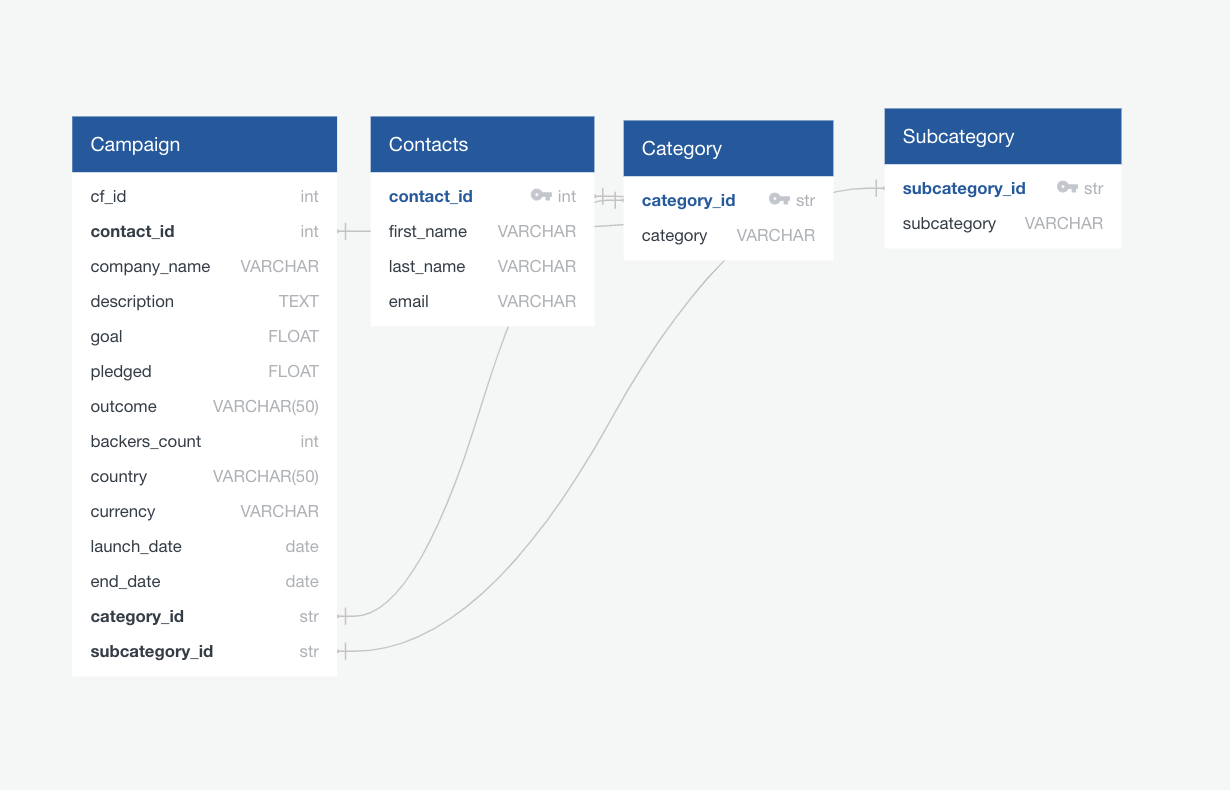 Campaign
cf_id int
contact_id int
company_name VARCHAR
description TEXT
goal FLOAT
pledged FLOAT
outcome VARCHAR(50)
backers_count int
country VARCHAR(50)
currency VARCHAR
launch_date date
end_date date
category_id str
subcategory_id str
Contacts
contact_id int
first_name VARCHAR
last_name VARCHAR
email VARCHAR
Category
category_id str
category VARCHAR
Subcategory
subcategory_id str
subcategory VARCHAR